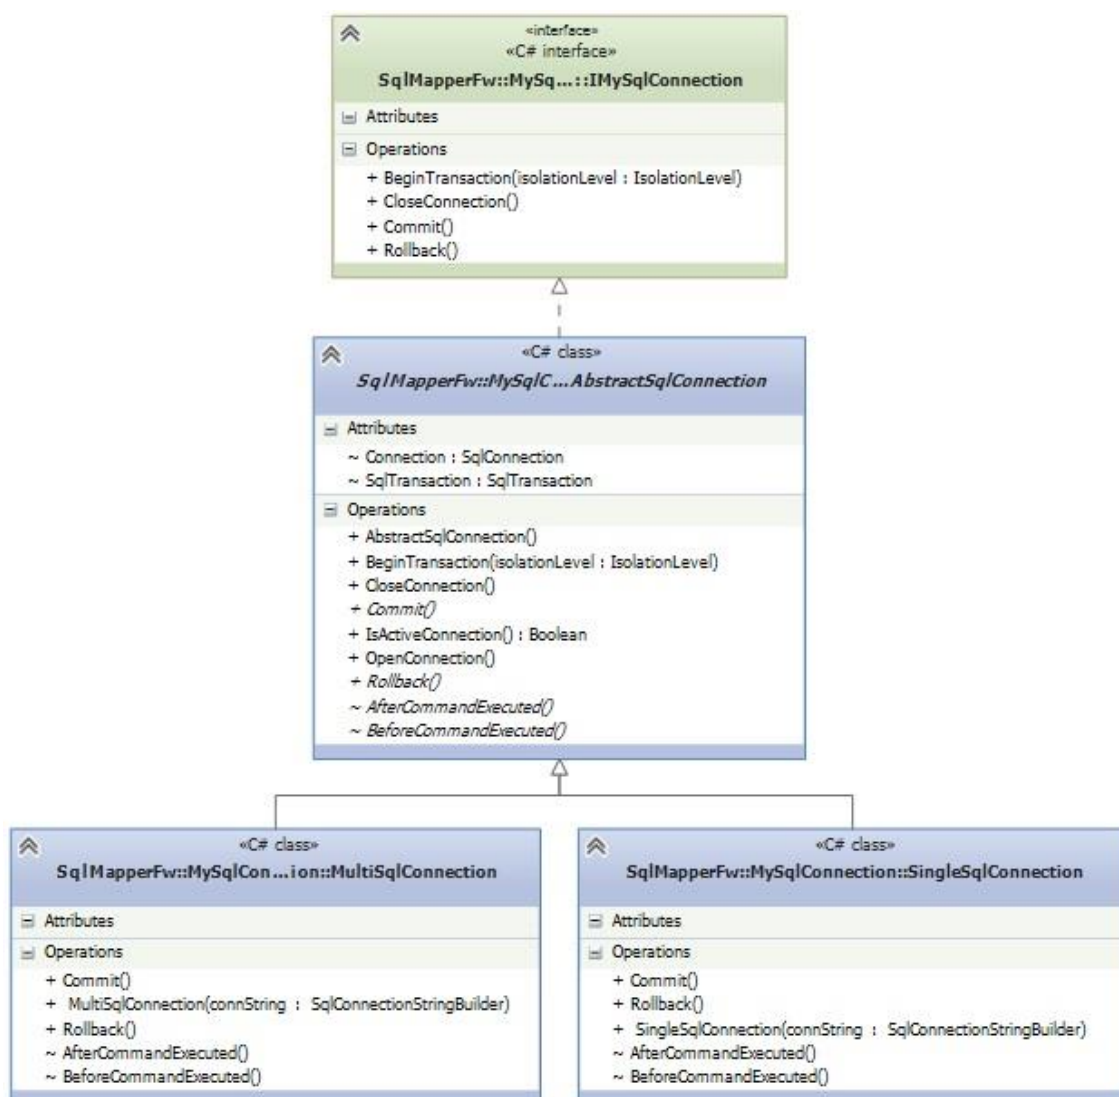 «interface»
«C# interface»
SqlMapperFw::MySq...::IMySqlConnection
Attributes
Operations
+ BeginTransaction(isolationLevel : IsolationLevel)
+ CloseConnection()
+ Commit()
+ Rollback()
«C# class»
SqlMapperFw::MySqlC...AbstractSqlConnection
Attributes
~ Connection : SqlConnection
~ SqlTransaction : SqlTransaction
Operations
+ AbstractSqlConnection()
+ BeginTransaction(isolationLevel : IsolationLevel)
+ CloseConnection()
+ Commit()
+ IsActiveConnection() : Boolean
+ OpenConnection()
+ Rollback()
~ AfterCommandExecuted()
~ BeforeCommandExecuted()
«C# class»
SqlMapperFw::MySqlCon...ion::MultiSqlConnection
Attributes
Operations
+ Commit()
+ MultiSqlConnection(connString : SqlConnectionStringBuilder)
+ Rollback()
~ AfterCommandExecuted()
~ BeforeCommandExecuted()
«C# class»
SqlMapperFw::MySqlConnection::SingleSqlConnection
Attributes
Operations
+ Commit()
+ Rollback()
+ SingleSqlConnection(connString : SqlConnectionStringBuilder)
~ AfterCommandExecuted()
~ BeforeCommandExecuted()